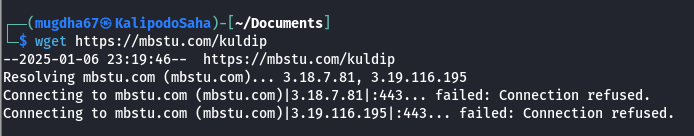 ┌──(mugdha67㉿KalipodoSaha)-[~/Documents]
└─$ wget https://mbstu.com/kuldip
--2025-01-06 23:19:46--  https://mbstu.com/kuldip
Resolving mbstu.com (mbstu.com)... 3.18.7.81, 3.19.116.195
Connecting to mbstu.com (mbstu.com)|3.18.7.81|:443... failed: Connection refused.
Connecting to mbstu.com (mbstu.com)|3.19.116.195|:443... failed: Connection refused.